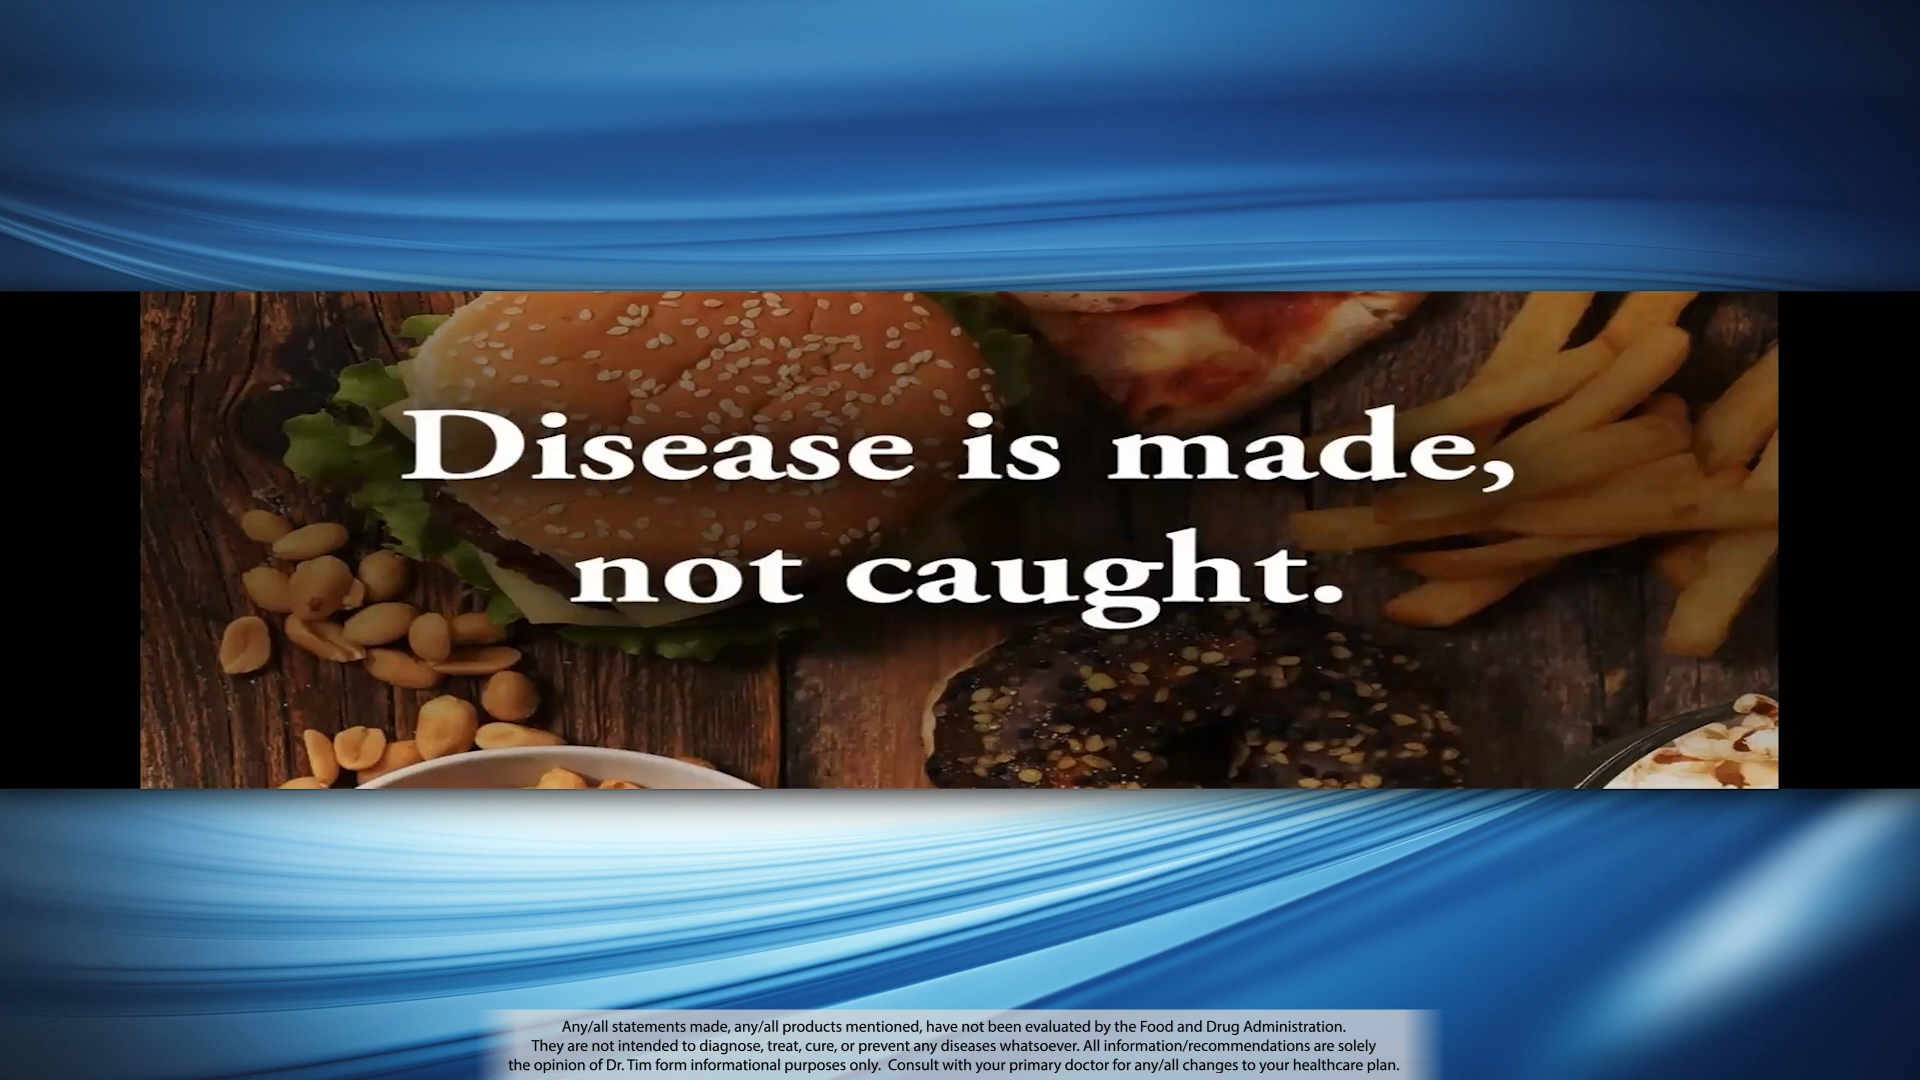 Disease is made,
not caught.
Any/all statements made, any/all products mentioned, have not been evaluated by the Food and Drug Administration.
They are not intended to diagnose, treat, cure, or prevent any diseases whatsoever. All information/recommendations are solely
the opinion of Dr. Tim form informational purposes only. Consult with your primary doctor for any/all changes to your healthcare plan.